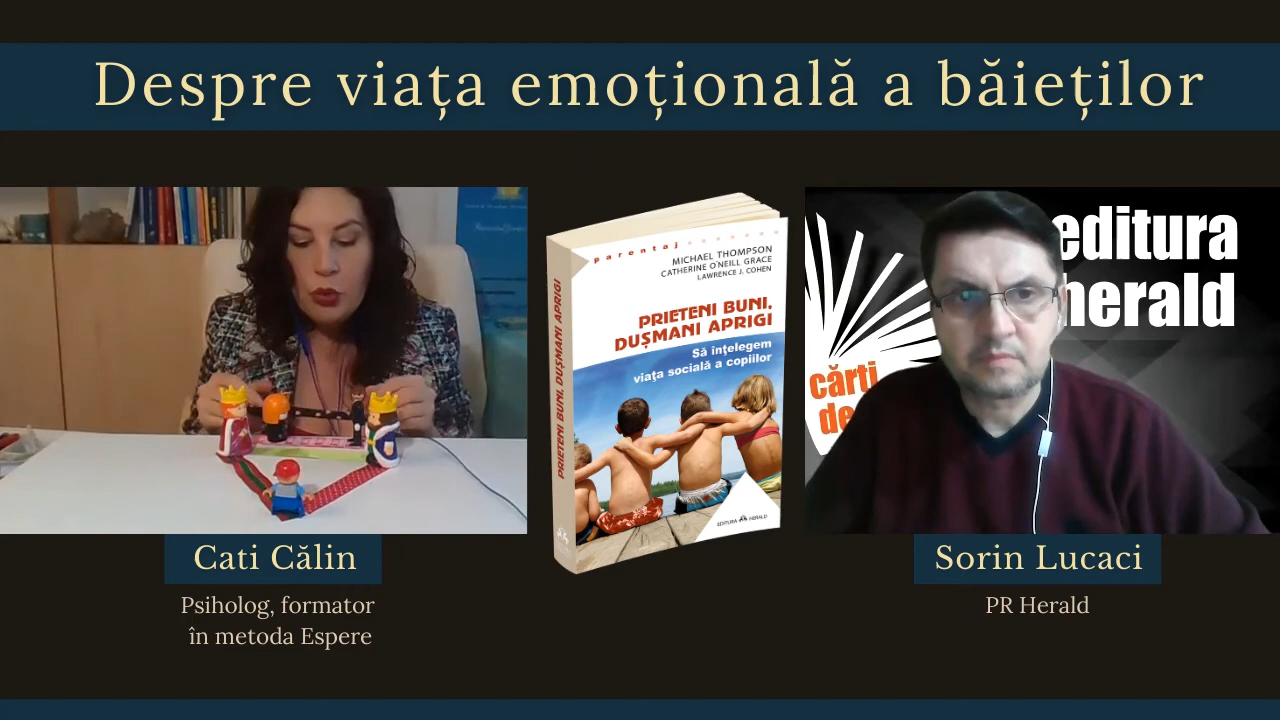 Despre viața emoțională a băieților
parentaj
MICHAEL THOMPSON
CATHERINE O'NEILL GRACE
LAWRENCE J. COHEN
PRIETENI BUNI,
DUȘMANI APRIGI
Să înțelegem
viața socială a copiilor
EDITURA HERALD
PRIETENI BUNI, DUȘMANI APRIGI
editura
herald
cărți
de
Cati Călin
Psiholog, formator
în metoda Espere
Sorin Lucaci
PR Herald